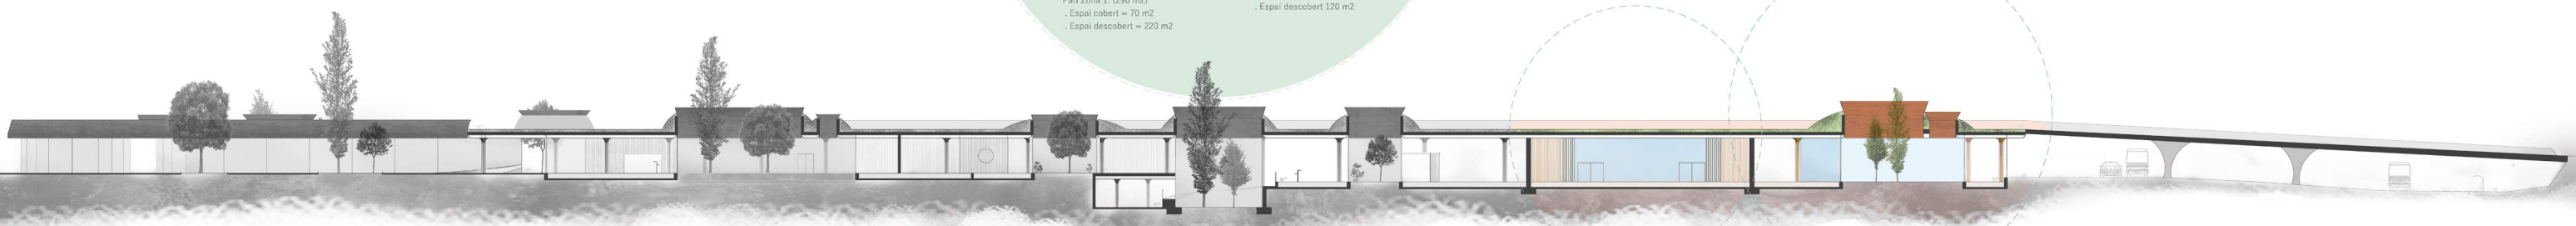 Pati Zona 1. (290 m2)
. Espai cobert = 70 m2
. Espai descobert = 220 m2
. Espai descobert 120 m2